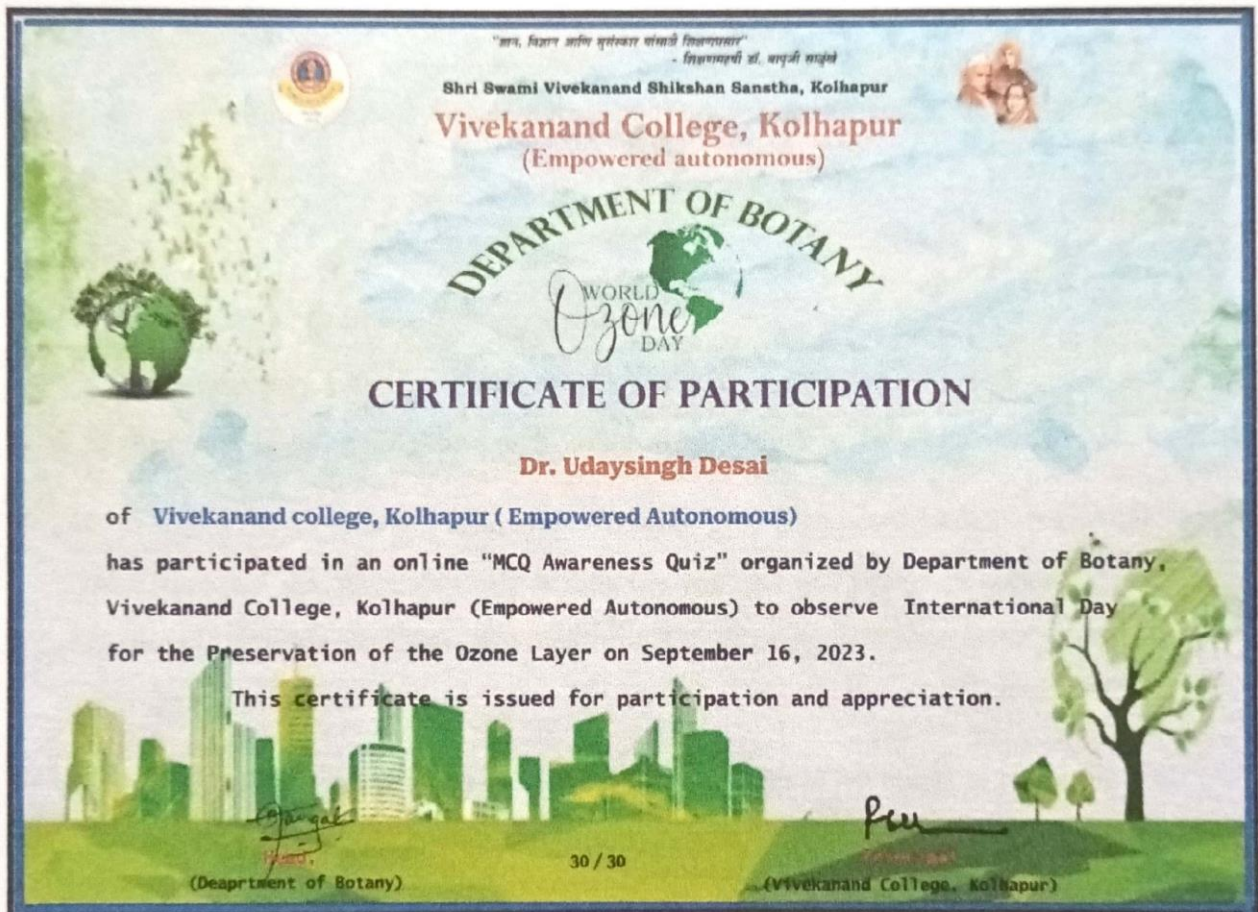 "ज्ञान, विज्ञान आणि सुसंस्कार यांसाठी शिक्षणप्रसार"
- शिक्षणमहर्षी डॉ. बापूजी साळुंखे
Shri Swami Vivekanand Shikshan Sanstha, Kolhapur
Vivekanand College, Kolhapur
(Empowered autonomous)
DEPARTMENT OF BOTANY
WORLD
Ozone
DAY
CERTIFICATE OF PARTICIPATION
Dr. Udaysingh Desai
of Vivekanand college, Kolhapur ( Empowered Autonomous)
has participated in an online "MCQ Awareness Quiz" organized by Department of Botany,
Vivekanand College, Kolhapur (Empowered Autonomous) to observe International Day
for the Preservation of the Ozone Layer on September 16, 2023.
This certificate is issued for participation and appreciation.
Head.
30 / 30
(Deaprtment of Botany)
(Vivekanand College, Kolhapur)